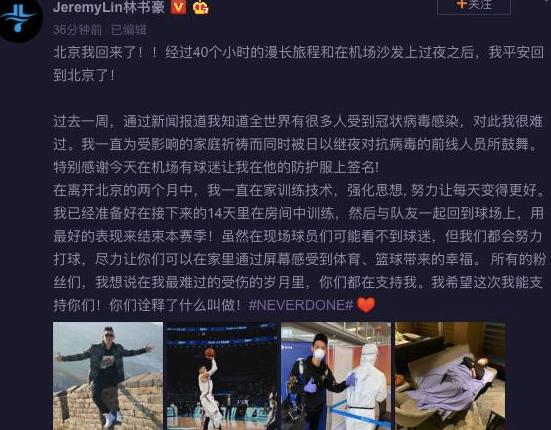 JeremyLin林书豪
+关注
36分钟前 已编辑
北京我回来了！！经过40个小时的漫长旅程和在机场沙发上过夜之后，我平安回
到北京了！
过去一周，通过新闻报道我知道全世界有很多人受到冠状病毒感染，对此我很难
过。我一直为受影响的家庭祈祷而同时被日以继夜对抗病毒的前线人员所鼓舞。
特别感谢今天在机场有球迷让我在他的防护服上签名!
在离开北京的两个月中，我一直在家训练技术，强化思想, 努力让每天变得更好。
我已经准备好在接下来的14天里在房间中训练，然后与队友一起回到球场上，用
最好的表现来结束本赛季！虽然在现场球员们可能看不到球迷，但我们都会努力
打球，尽力让你们可以在家里通过屏幕感受到体育、篮球带来的幸福。 所有的粉
丝们，我想说在我最难过的受伤的岁月里，你们都在支持我。我希望这次我能支
持你们！你们诠释了什么叫做！#NEVERDONE#